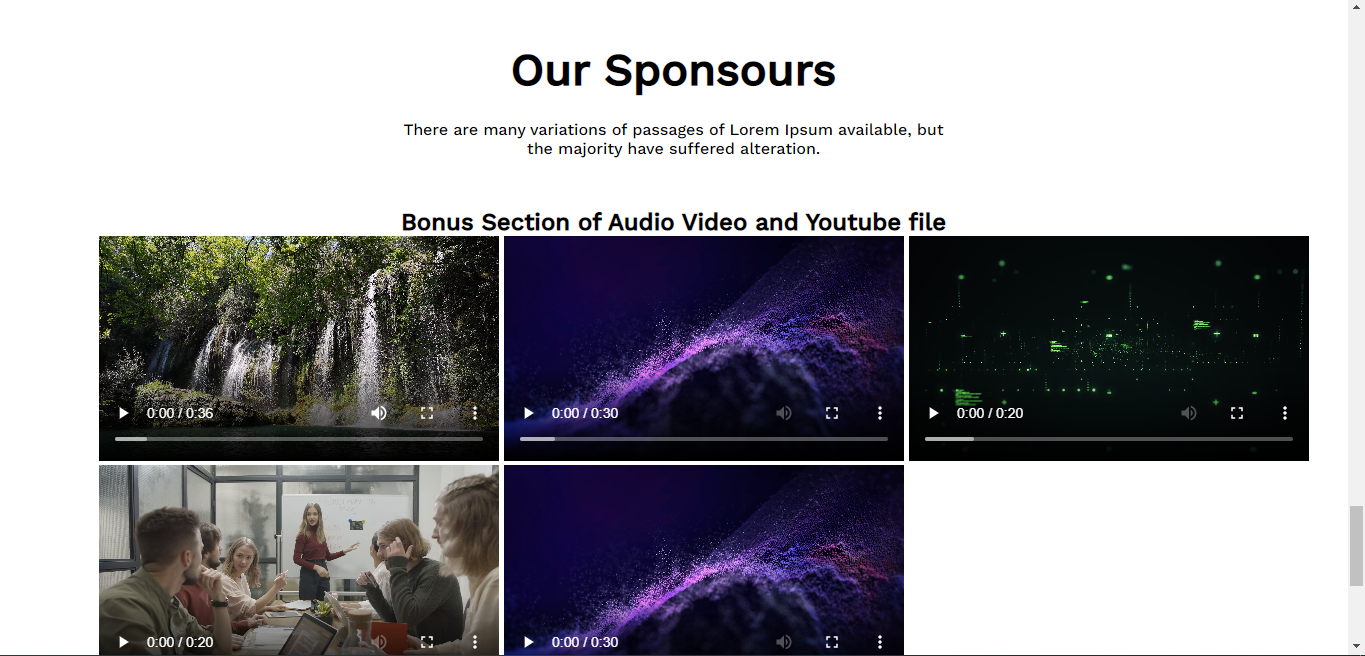 Our Sponsours
There are many variations of passages of Lorem Ipsum available, but
the majority have suffered alteration.
Bonus Section of Audio Video and Youtube file
0:00 / 0:36
0:00 / 0:30
0:00 / 0:20
0:00 / 0:20
0:00 / 0:30